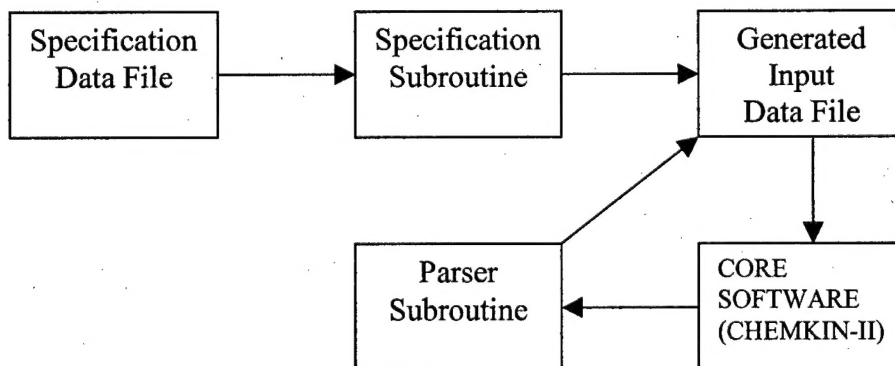 Specification
Data File
Specification
Subroutine
Generated
Input
Data File
Parser
Subroutine
CORE
SOFTWARE
(CHEMKIN-II)